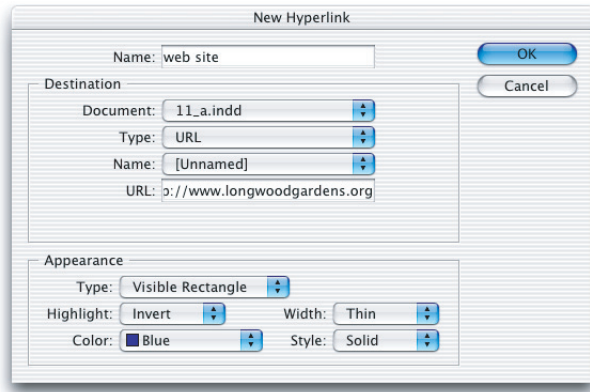 New Hyperlink
Name: web site
OK
Cancel
Destination
Document: 11_a.indd
Type: URL
Name: [Unnamed]
URL: p://www.longwoodgardens.org
Appearance
Type: Visible Rectangle
Highlight: Invert Width: Thin
Color: Blue Style: Solid